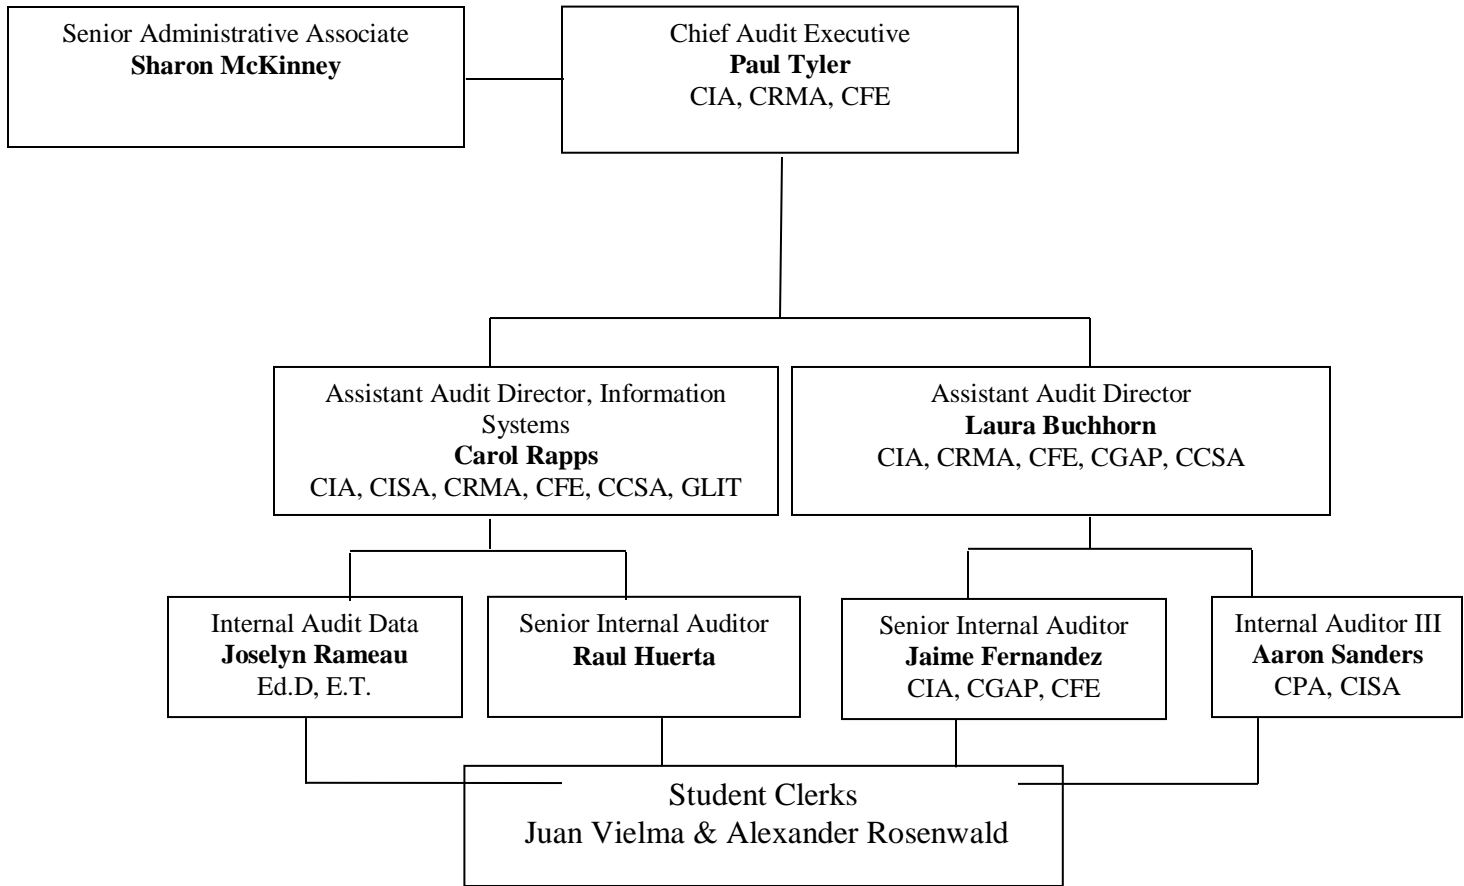 Senior Administrative Associate
Sharon McKinney
Chief Audit Executive
Paul Tyler
CIA, CRMA, CFE
Assistant Audit Director, Information
Systems
Carol Rapps
CIA, CISA, CRMA, CFE, CCSA, GLIT
Assistant Audit Director
Laura Buchhorn
CIA, CRMA, CFE, CGAP, CCSA
Internal Audit Data
Joselyn Rameau
Ed.D, E.T.
Senior Internal Auditor
Raul Huerta
Senior Internal Auditor
Jaime Fernandez
CIA, CGAP, CFE
Internal Auditor III
Aaron Sanders
CPA, CISA
Student Clerks
Juan Vielma & Alexander Rosenwald